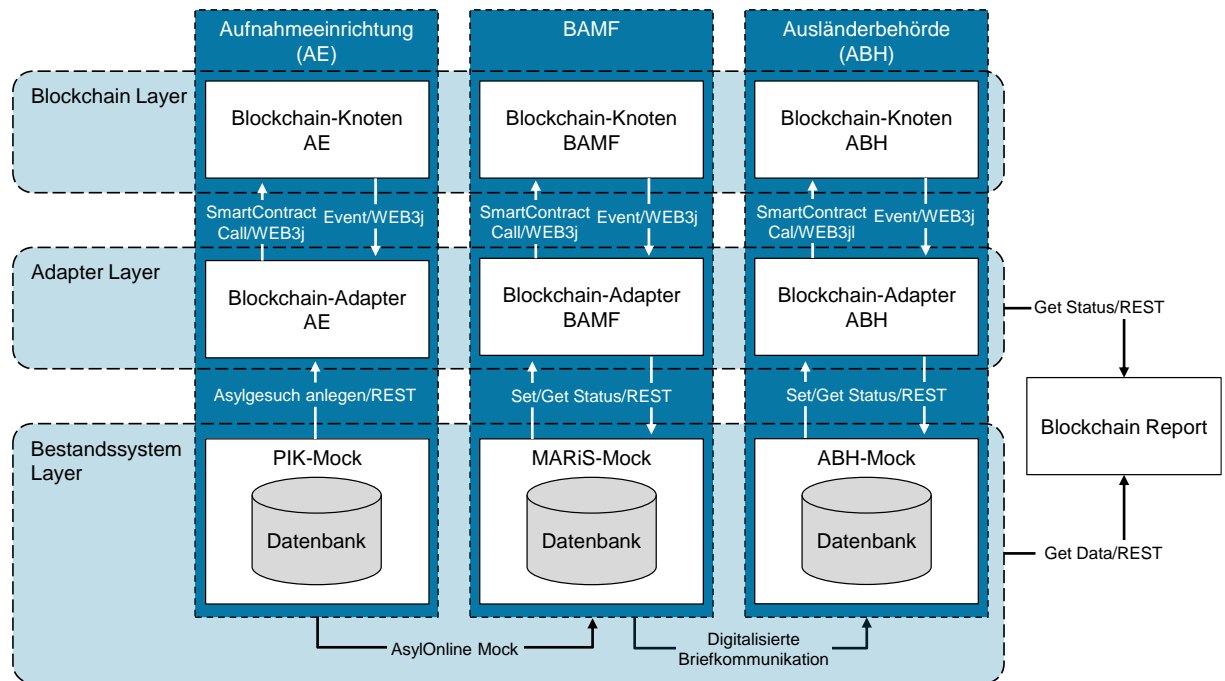 Aufnahmeeinrichtung
(AE)
BAMF
Ausländerbehörde
(ABH)
Blockchain Layer
Blockchain-Knoten
AE
Blockchain-Knoten
BAMF
Blockchain-Knoten
ABH
SmartContract
Call/WEB3j
Event/WEB3j
SmartContract
Call/WEB3j
Event/WEB3j
SmartContract
Cal/WEB3jl
Event/WEB3j
Adapter Layer
Blockchain-Adapter
AE
Blockchain-Adapter
BAMF
Blockchain-Adapter
ABH
Get Status/REST
Asylgesuch anlegen/REST
Set/Get Status/REST
Set/Get Status/REST
Blockchain Report
Bestandssystem
Layer
PIK-Mock
Datenbank
MARiS-Mock
Datenbank
ABH-Mock
Datenbank
Get Data/REST
AsylOnline Mock
Digitalisierte
Briefkommunikation